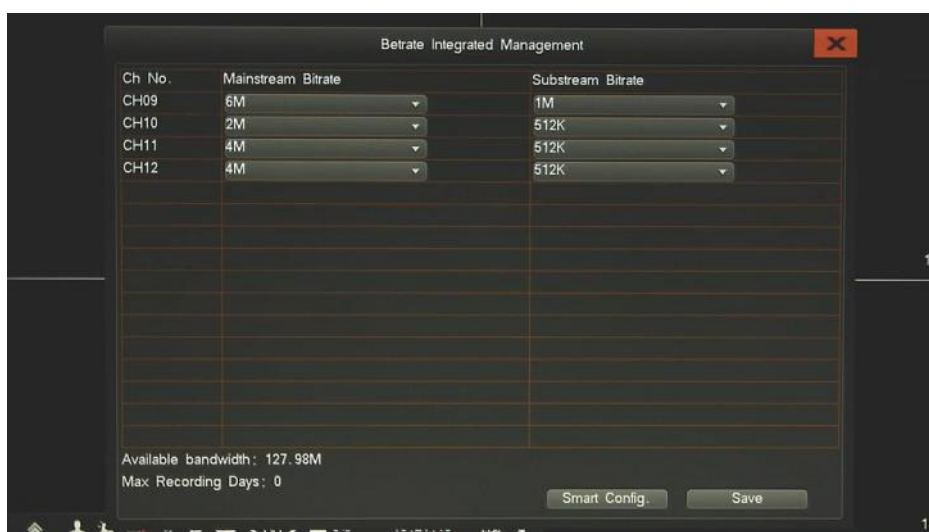 Betrate Integrated Management
Ch No. Mainstream Bitrate Substream Bitrate
CH09 6M 1M
CH10 2M 512K
CH11 4M 512K
CH12 4M 512K
Available bandwidth: 127.98M
Max Recording Days: 0
Smart Config. Save